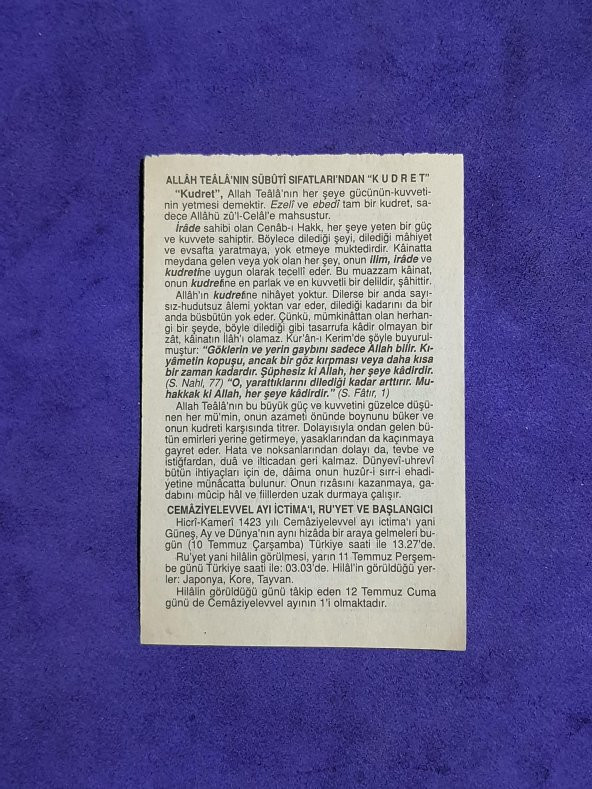 ALLÂH TEÂLÂ'NIN SÜBÛTÎ SIFATLARI'NDAN “K U D R E T”
“Kudret”, Allah Teâlâ'nın her şeye gücünün-kuvveti-
nin yetmesi demektir. Ezelî ve ebedî tam bir kudret, sa-
dece Allâhü zû'l-Celâl'e mahsustur.
İrâde sahibi olan Cenâb-ı Hakk, her şeye yeten bir güç
ve kuvvete sahiptir. Böylece dilediği şeyi, dilediği mâhiyet
ve evsafta yaratmaya, yok etmeye muktedirdir. Kâinatta
meydana gelen veya yok olan her şey, onun ilim, irâde ve
kudretine uygun olarak tecelli eder. Bu muazzam kâinat,
onun kudretine en parlak ve en kuvvetli bir delildir, şâhittir.
Allâh'ın kudretine nihâyet yoktur. Dilerse bir anda sayı-
sız-hudutsuz âlemi yoktan var eder, dilediği kadarını da bir
anda büsbütün yok eder. Çünkü, mümkinâttan olan herhan-
gi bir şeyde, böyle dilediği gibi tasarrufa kâdir olmayan bir
zât, kâinatın İlâh'ı olamaz. Kur'ân-ı Kerim'de şöyle buyurul-
muştur: “Göklerin ve yerin gaybını sadece Allah bilir. Kı-
yâmetin kopuşu, ancak bir göz kırpması veya daha kısa
bir zaman kadardır. Şüphesiz ki Allah, her şeye kâdirdir.
(S. Nahl, 77) “O, yarattıklarını dilediği kadar arttırır. Mu-
hakkak ki Allah, her şeye kâdirdir.” (S. Fâtır, 1)
Allah Teâlâ'nın bu büyük güç ve kuvvetini güzelce düşü-
nen her mü'min, onun azameti önünde boynunu büker ve
onun kudreti karşısında titrer. Dolayısıyla ondan gelen bü-
tün emirleri yerine getirmeye, yasaklarından da kaçınmaya
gayret eder. Hata ve noksanlarından dolayı da, tevbe ve
istiğfardan, duâ ve ilticadan geri kalmaz. Dünyevî-uhrevî
bütün ihtiyaçları için de, dâima onun huzûr-i sırr-i ehadi-
yetine münâcatta bulunur. Onun rızâsını kazanmaya, ga-
dabını mûcip hâl ve fiillerden uzak durmaya çalışır.
CEMÂZİYELEVVEL AYI İCTİMA'I, RU'YET VE BAŞLANGICI
Hicrî-Kamerî 1423 yılı Cemâziyelevvel ayı ictima'ı yani
Güneş, Ay ve Dünya'nın aynı hizâda bir araya gelmeleri bu-
gün (10 Temmuz Çarşamba) Türkiye saati ile 13.27'de.
Ru'yet yani hilâlin görülmesi, yarın 11 Temmuz Perşem-
be günü Türkiye saati ile: 03.03'de. Hilâl'in görüldüğü yer-
ler: Japonya, Kore, Tayvan.
Hilâlin görüldüğü günü tâkip eden 12 Temmuz Cuma
günü de Cemâziyelevvel ayının 1'i olmaktadır.